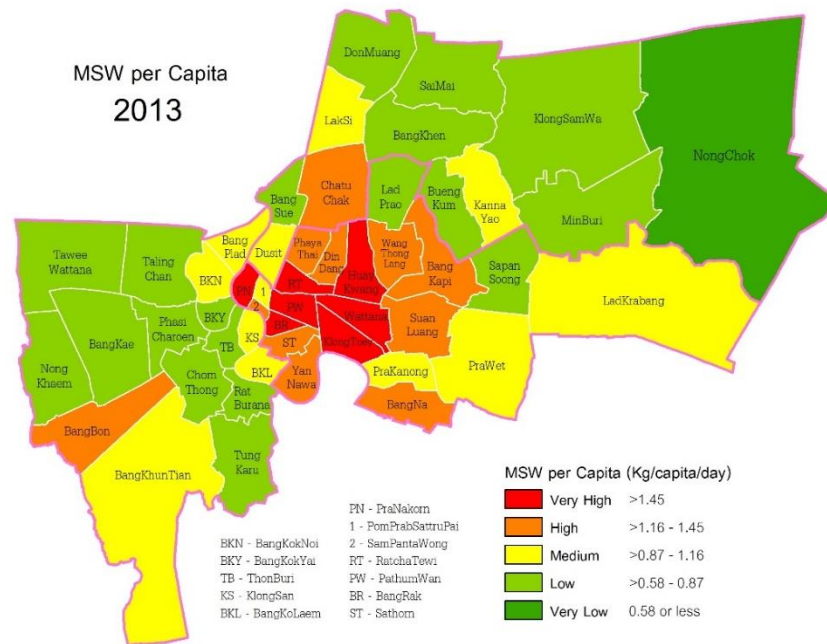 MSW per Capita
2013
DonMuang
SaiMai
LakSi
BangKhen
KlongSamWa
NongChok
Chatu
Chak
Bang
Sue
Lad
Prao
Bueng
Kum
Kanna
Yao
MinBuri
Tawee
Wattana
Taling
Chan
Bang
Plad
Dusit
Phaya
Thai
Din
Dang
Huay
Kwang
Wang
Thong
Lang
Bang
Kapi
Sapan
Soong
LadKrabang
BKN
PN
1
2
RT
PW
Wattana
Suan
Luang
BangKae
Phasi
Charoen
BKY
TB
KS
BR
ST
KlongToey
Nong
Khaem
Chom
Thong
BKL
Yan
Nawa
PraKanong
PraWet
Rat
Burana
BangNa
BangBon
BangKhunTian
Tung
Karu
BKN - BangKokNoi
BKY - BangKokYai
TB - ThonBuri
KS - KlongSan
BKL - BangKoLaem
PN - PraNakorn
1 - PomPrabSattruPai
2 - SamPantaWong
RT - RatchaTewi
PW - PathumWan
BR - BangRak
ST - Sathorn
MSW per Capita (Kg/capita/day)
Very High >1.45
High >1.16 - 1.45
Medium >0.87 - 1.16
Low >0.58 - 0.87
Very Low 0.58 or less